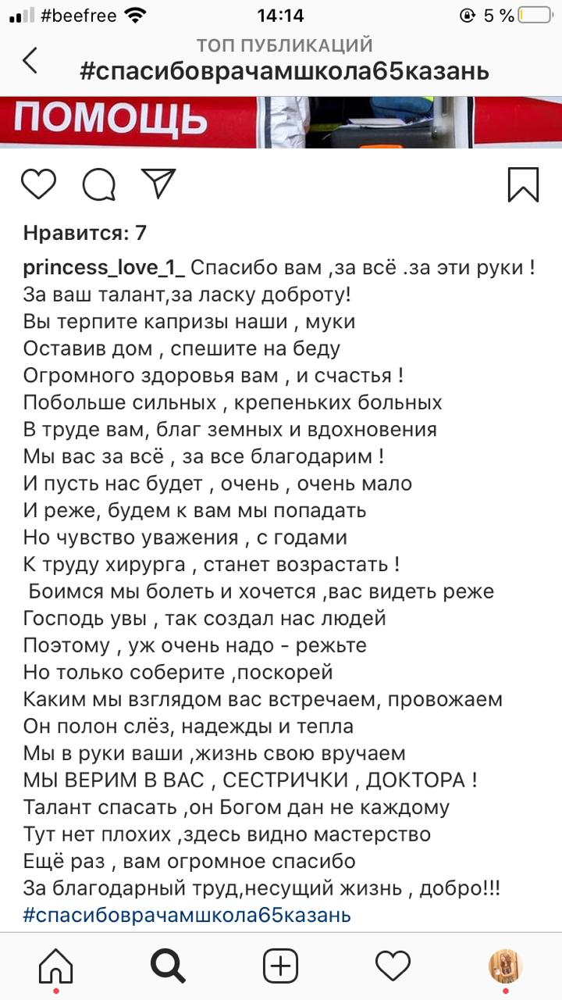 #beefree 14:14 5 %
ТОП ПУБЛИКАЦИЙ
#спасибоврачамшкола65казань
ПОМОЩЬ
Нравится: 7
princess_love_1_ Спасибо вам ,за всё .за эти руки !
За ваш талант,за ласку доброту!
Вы терпите капризы наши , муки
Оставив дом , спешите на беду
Огромного здоровья вам , и счастья !
Побольше сильных , крепеньких больных
В труде вам, благ земных и вдохновения
Мы вас за всё , за все благодарим !
И пусть нас будет , очень , очень мало
И реже, будем к вам мы попадать
Но чувство уважения , с годами
К труду хирурга , станет возрастать !
Боимся мы болеть и хочется ,вас видеть реже
Господь увы , так создал нас людей
Поэтому , уж очень надо - режьте
Но только соберите ,поскорей
Каким мы взглядом вас встречаем, провожаем
Он полон слёз, надежды и тепла
Мы в руки ваши ,жизнь свою вручаем
МЫ ВЕРИМ В ВАС , СЕСТРИЧКИ , ДОКТОРА !
Талант спасать ,он Богом дан не каждому
Тут нет плохих ,здесь видно мастерство
Ещё раз , вам огромное спасибо
За благодарный труд,несущий жизнь , добро!!!
#спасибоврачамшкола65казань